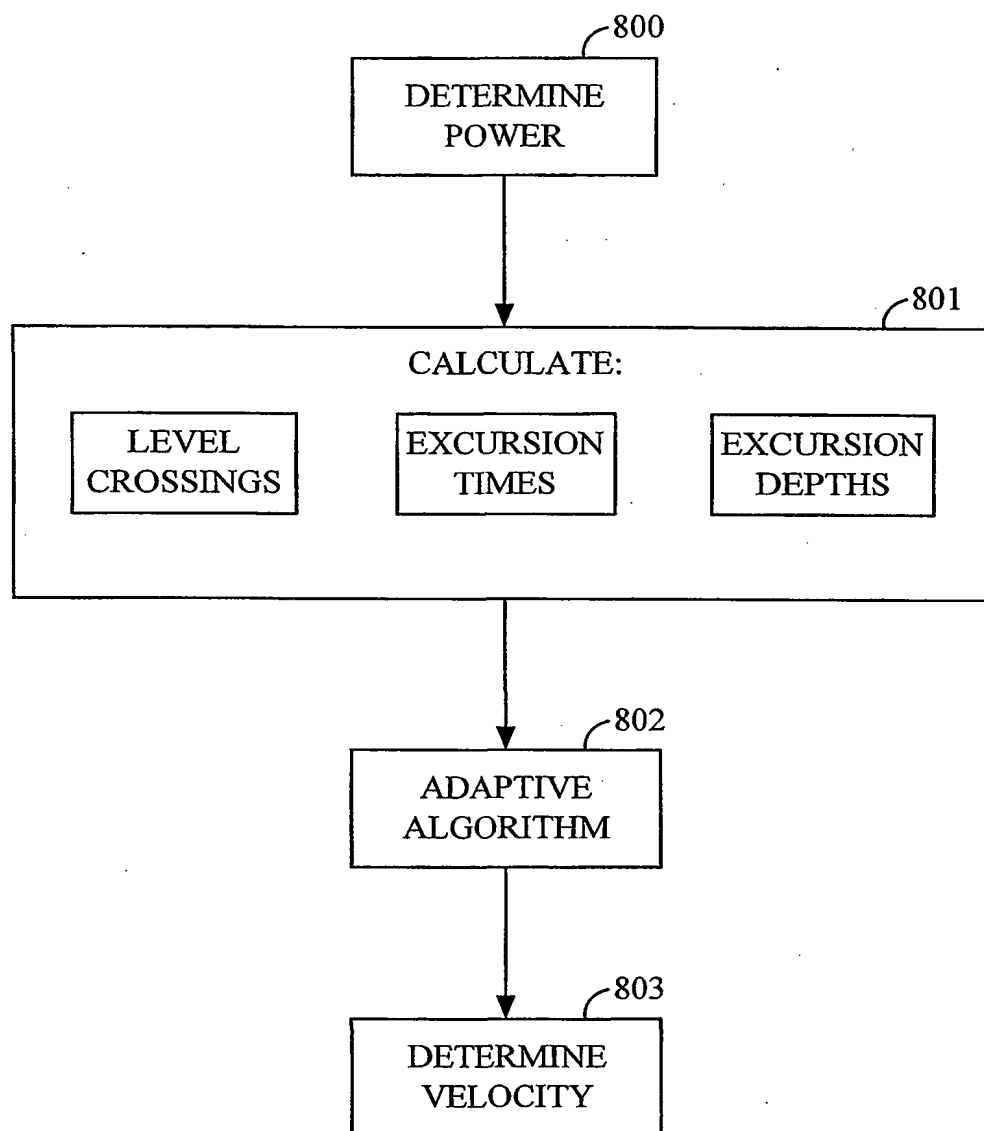 800
DETERMINE
POWER
801
CALCULATE:
LEVEL
CROSSINGS
EXCURSION
TIMES
EXCURSION
DEPTHS
802
ADAPTIVE
ALGORITHM
803
DETERMINE
VELOCITY